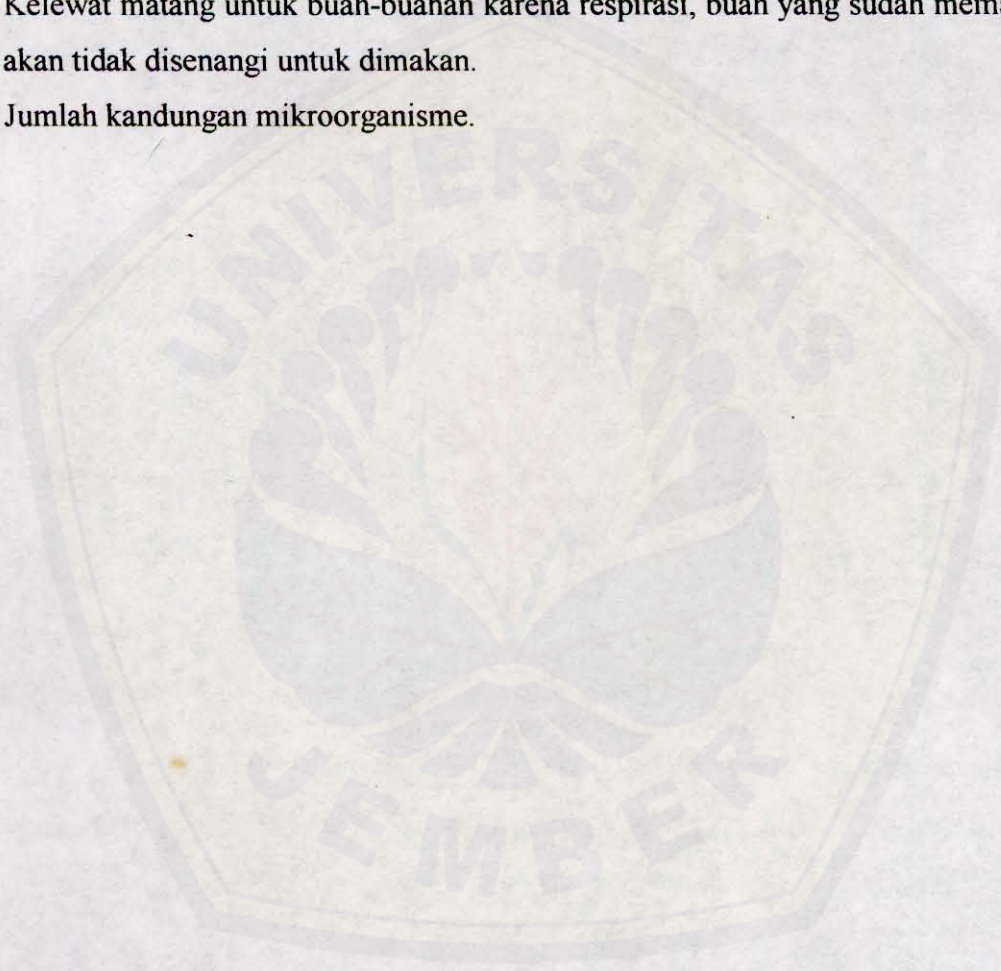 Kelewat matang untuk buah-buahan karena respirasi, buah yang sudah
akan tidak disenangi untuk dimakan.
Jumlah kandungan mikroorganisme.
UNIVERSITAS
JEMBER